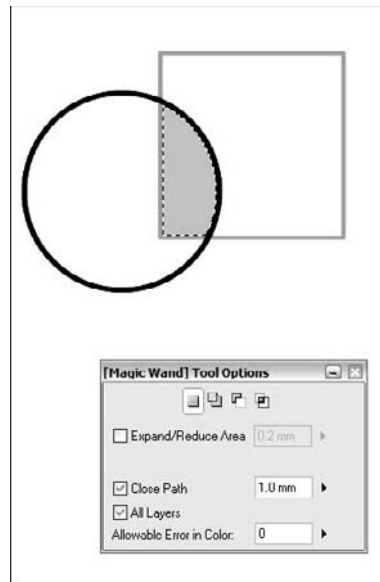 [Magic Wand] Tool Options
Expand/Reduce Area 0.2 mm
Close Path 1.0 mm
All Layers
Allowable Error in Color: 0